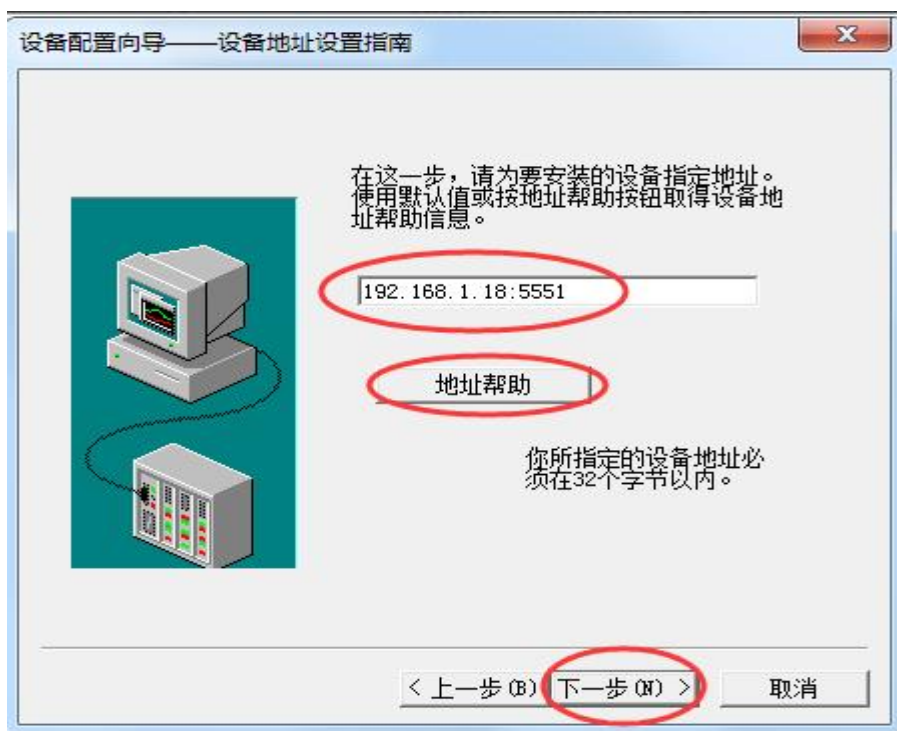 设备配置向导——设备地址设置指南
在这一步，请为要安装的设备指定地址。
使用默认值或按地址帮助按钮取得设备地
址帮助信息。
192.168.1.18:5551
地址帮助
你所指定的设备地址必
须在32个字节以内。
< 上一步(B) 下一步(N) > 取消